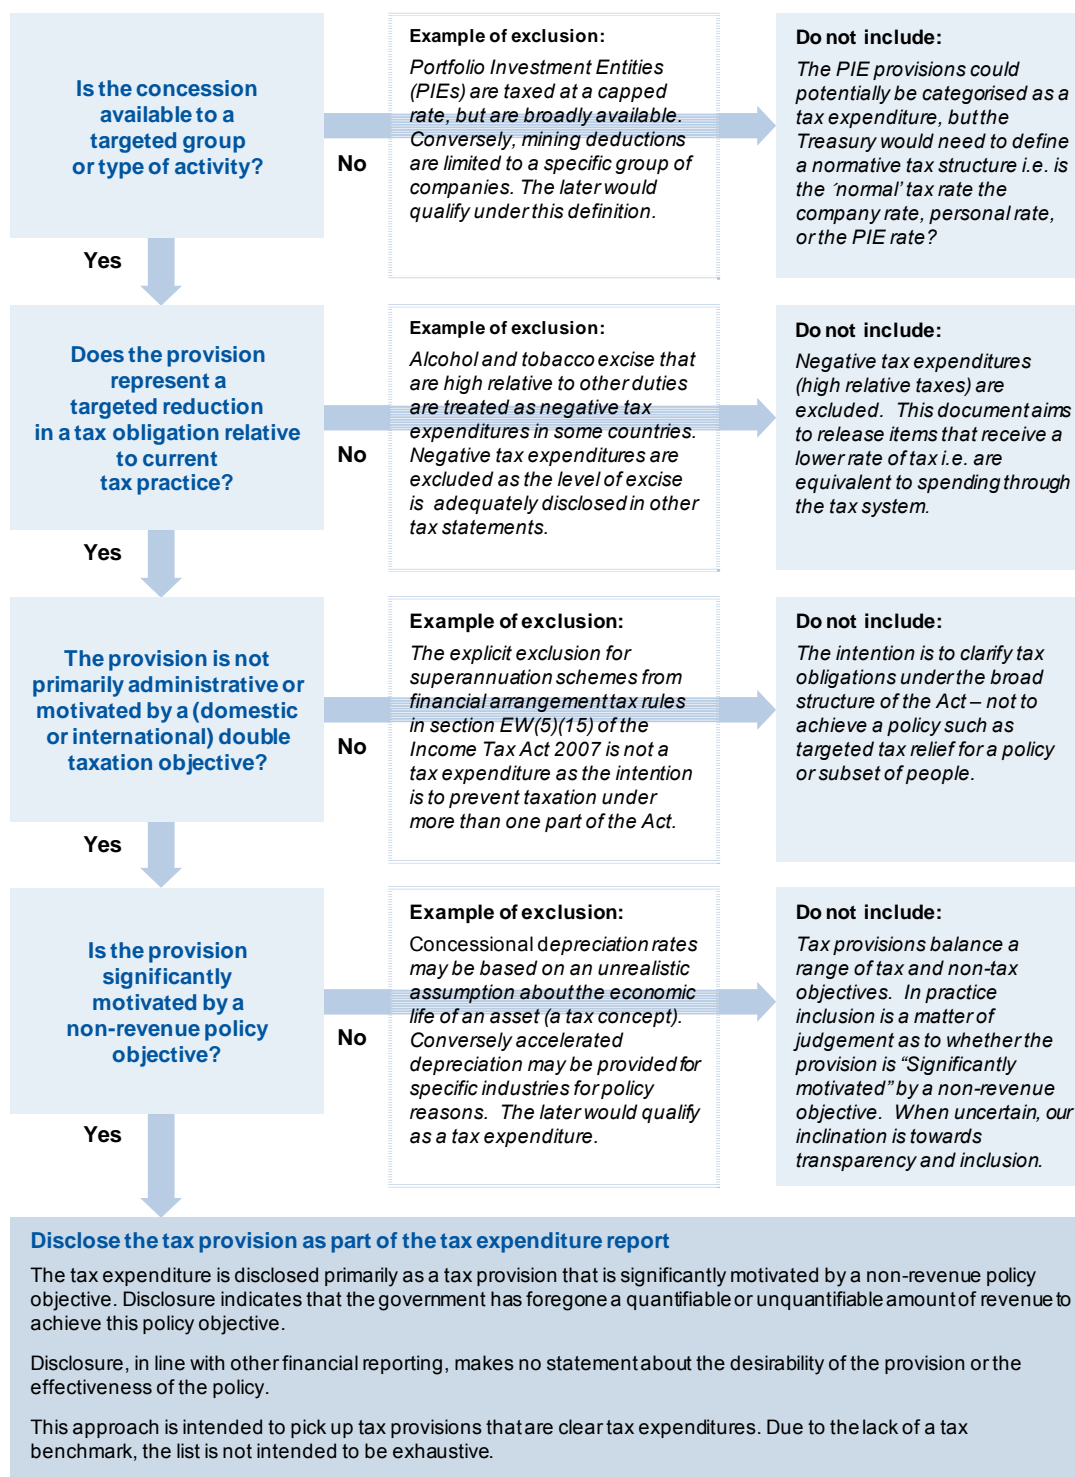 Is the concession
available to a
targeted group
or type of activity?
No
Example of exclusion:
Portfolio Investment Entities
(PIEs) are taxed at a capped
rate, but are broadly available.
Conversely, mining deductions
are limited to a specific group of
companies. The later would
qualify under this definition.
Do not include:
The PIE provisions could
potentially be categorised as a
tax expenditure, but the
Treasury would need to define
a normative tax structure i.e. is
the ‘normal’ tax rate the
company rate, personal rate,
or the PIE rate?
Yes
Does the provision
represent a
targeted reduction
in a tax obligation relative
to current
tax practice?
No
Example of exclusion:
Alcohol and tobacco excise that
are high relative to other duties
are treated as negative tax
expenditures in some countries.
Negative tax expenditures are
excluded as the level of excise
is adequately disclosed in other
tax statements.
Do not include:
Negative tax expenditures
(high relative taxes) are
excluded. This document aims
to release items that receive a
lower rate of tax i.e. are
equivalent to spending through
the tax system.
Yes
The provision is not
primarily administrative or
motivated by a (domestic
or international) double
taxation objective?
No
Example of exclusion:
The explicit exclusion for
superannuation schemes from
financial arrangement tax rules
in section EW(5)(15) of the
Income Tax Act 2007 is not a
tax expenditure as the intention
is to prevent taxation under
more than one part of the Act.
Do not include:
The intention is to clarify tax
obligations under the broad
structure of the Act – not to
achieve a policy such as
targeted tax relief for a policy
or subset of people.
Yes
Is the provision
significantly
motivated by a
non-revenue policy
objective?
No
Example of exclusion:
Concessional depreciation rates
may be based on an unrealistic
assumption about the economic
life of an asset (a tax concept).
Conversely accelerated
depreciation may be provided for
specific industries for policy
reasons. The later would qualify
as a tax expenditure.
Do not include:
Tax provisions balance a
range of tax and non-tax
objectives. In practice
inclusion is a matter of
judgement as to whether the
provision is “Significantly
motivated” by a non-revenue
objective. When uncertain, our
inclination is towards
transparency and inclusion.
Yes
Disclose the tax provision as part of the tax expenditure report
The tax expenditure is disclosed primarily as a tax provision that is significantly motivated by a non-revenue policy
objective. Disclosure indicates that the government has foregone a quantifiable or unquantifiable amount of revenue to
achieve this policy objective.
Disclosure, in line with other financial reporting, makes no statement about the desirability of the provision or the
effectiveness of the policy.
This approach is intended to pick up tax provisions that are clear tax expenditures. Due to the lack of a tax
benchmark, the list is not intended to be exhaustive.